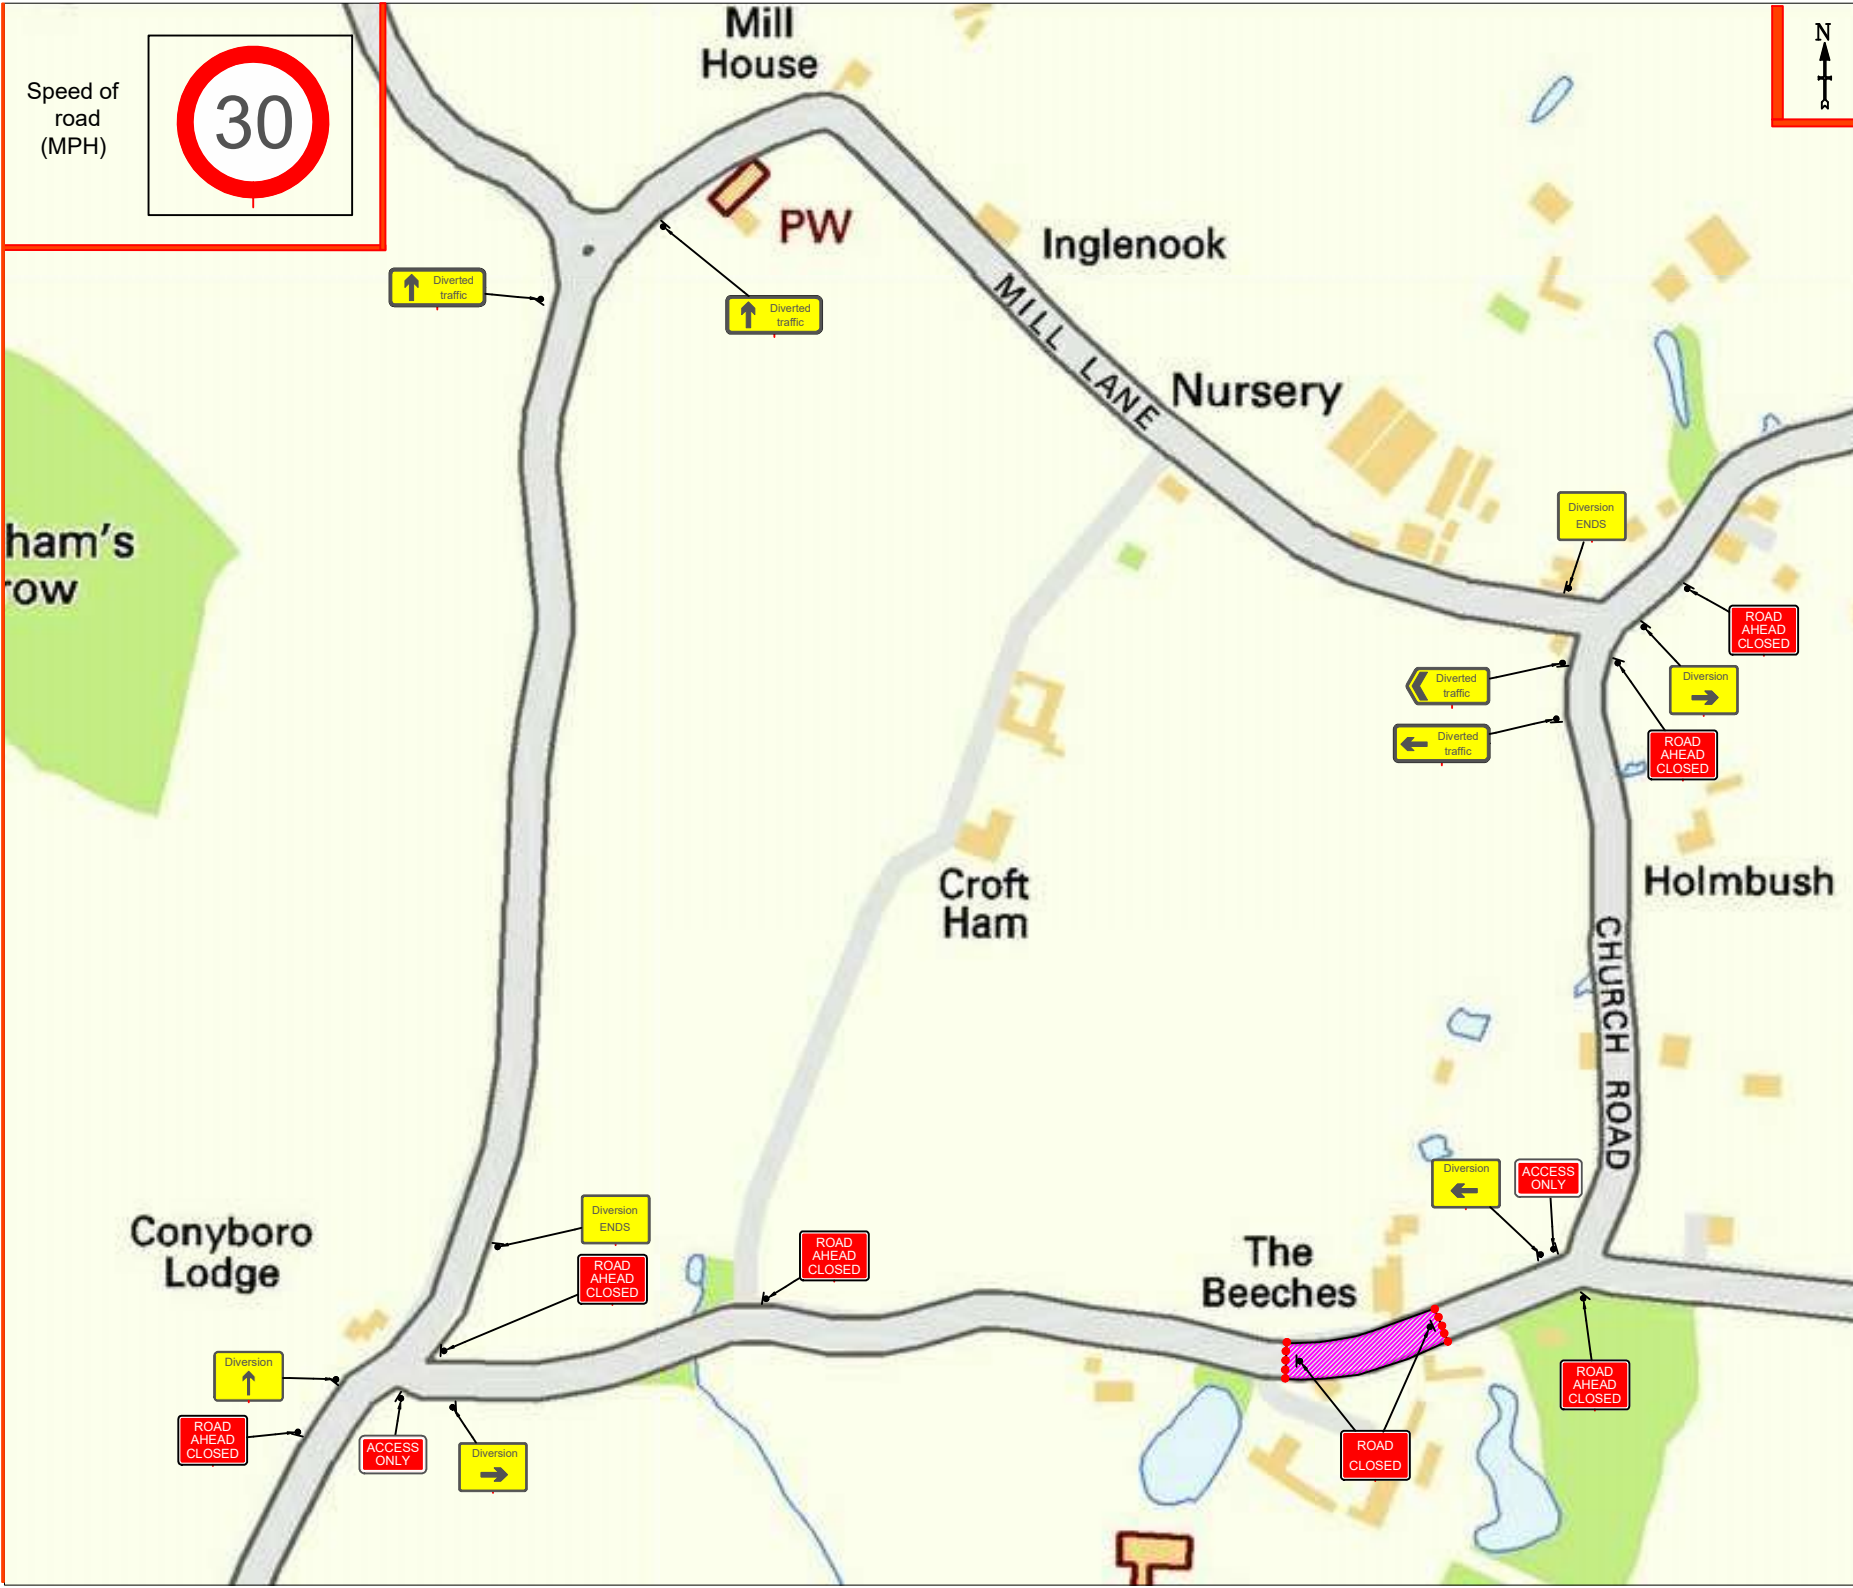 Mill
House
N
Speed of
road
(MPH)
30
PW
Inglenook
Diverted
traffic
Diverted
traffic
MILL LANE
Nursery
ham's
row
Diversion
ENDS
ROAD
AHEAD
CLOSED
Diverted
traffic
Diversion
Diverted
traffic
ROAD
AHEAD
CLOSED
Croft
Ham
Holmbush
CHURCH ROAD
Diversion
ACCESS
ONLY
Conyboro
Lodge
Diversion
ENDS
ROAD
AHEAD
CLOSED
ROAD
AHEAD
CLOSED
The
Beeches
Diversion
ROAD
AHEAD
CLOSED
ROAD
AHEAD
CLOSED
ACCESS
ONLY
Diversion
ROAD
CLOSED